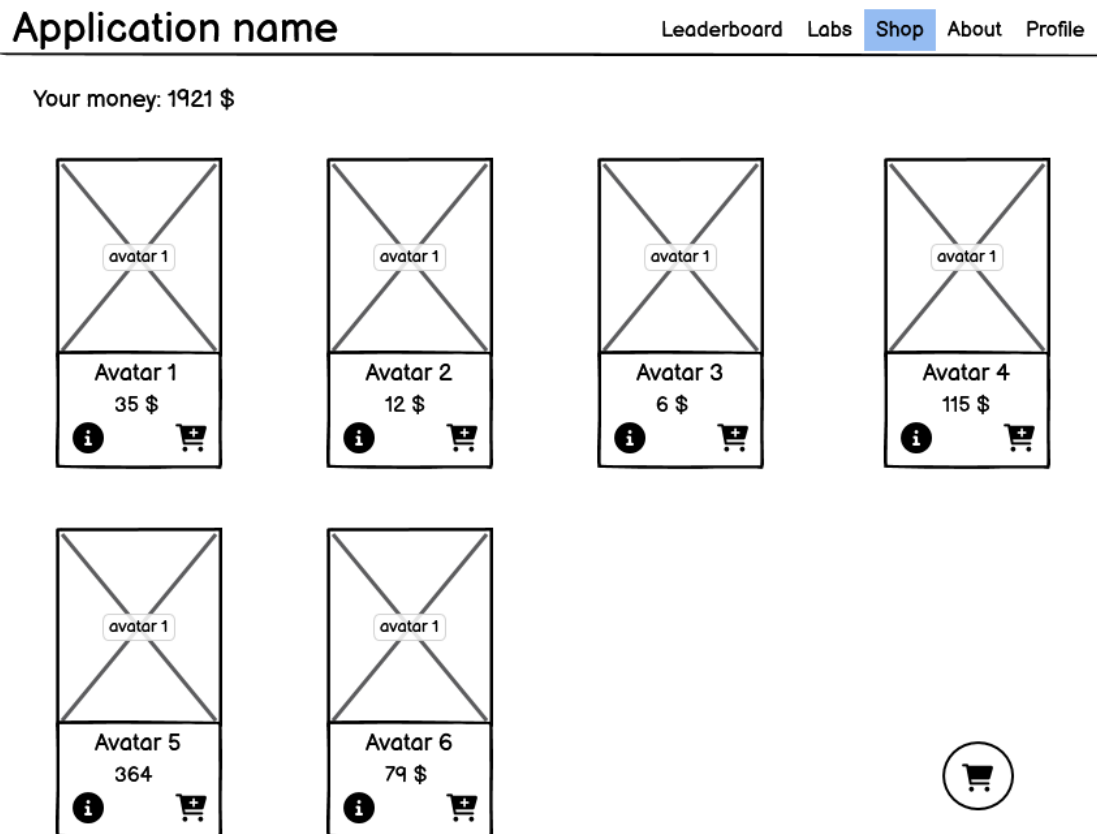 Application name
Leaderboard Labs Shop About Profile
Your money: 1921 $
avatar 1 avatar 1 avatar 1 avatar 1
Avatar 1 Avatar 2 Avatar 3 Avatar 4
35 $ 12 $ 6 $ 115 $
avatar 1 avatar 1
Avatar 5 Avatar 6
364 79 $